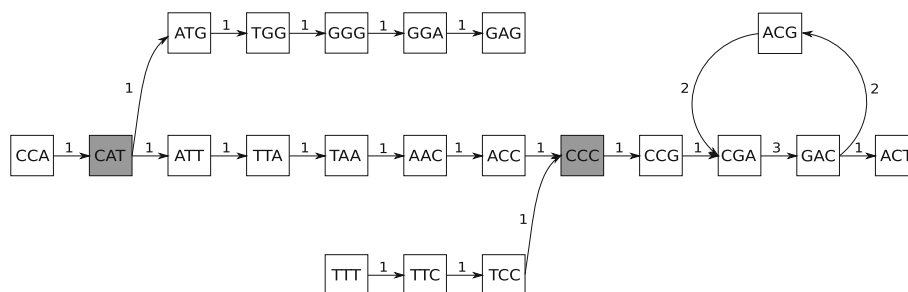 ATG 1 TGG 1 GGG 1 GGA 1 GAG
ACG
1
2
2
CCA 1 CAT 1 ATT 1 TTA 1 TAA 1 AAC 1 ACC 1 CCC 1 CCG 1 CGA 3 GAC 1 ACT
1
TTT 1 TTC 1 TCC